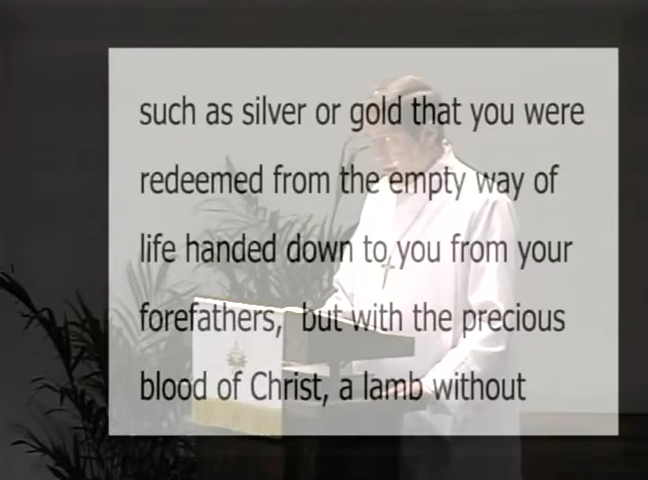 such as silver or gold that you were
redeemed from the empty way of
life handed down to you from your
forefathers, but with the precious
blood of Christ, a lamb without